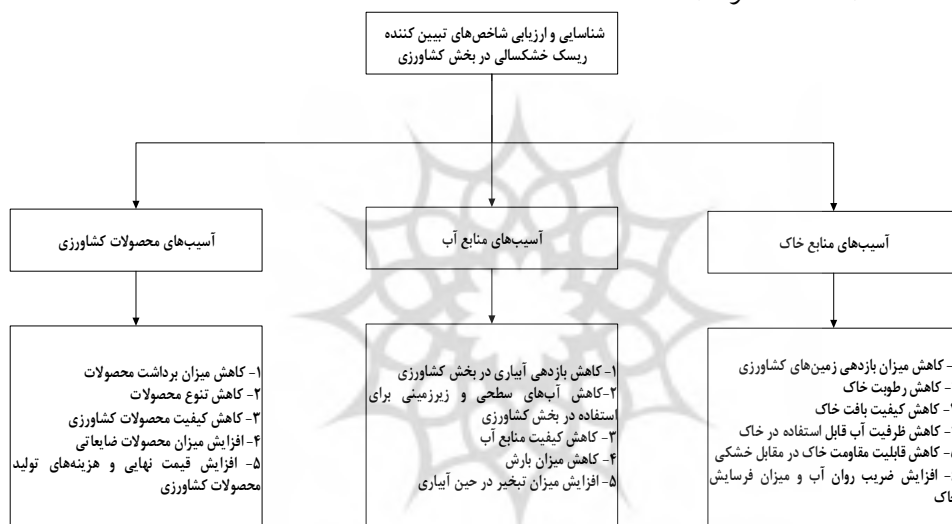 شناسایی و ارزیابی شاخص‌های تبیین کننده
ریسک خشکسالی در بخش کشاورزی
آسیب‌های منابع خاک
آسیب‌های منابع آب
آسیب‌های محصولات کشاورزی
- کاهش میزان بازدهی زمین‌های کشاورزی
- کاهش رطوبت خاک
- کاهش کیفیت بافت خاک
- کاهش ظرفیت آب قابل استفاده در خاک
- کاهش قابلیت مقاومت خاک در مقابل خشکی
- افزایش ضریب روان آب و میزان فرسایش
خاک
۱- کاهش بازدهی آبیاری در بخش کشاورزی
۲-کاهش آب‌های سطحی و زیرزمینی برای
استفاده در بخش کشاورزی
۳- کاهش کیفیت منابع آب
۴- کاهش میزان بارش
۵- افزایش میزان تبخیر در حین آبیاری
۱- کاهش میزان برداشت محصولات
۲- کاهش تنوع محصولات
۳- کاهش کیفیت محصولات کشاورزی
۴- افزایش میزان محصولات ضایعاتی
۵- افزایش قیمت نهایی و هزینه‌های تولید
محصولات کشاورزی